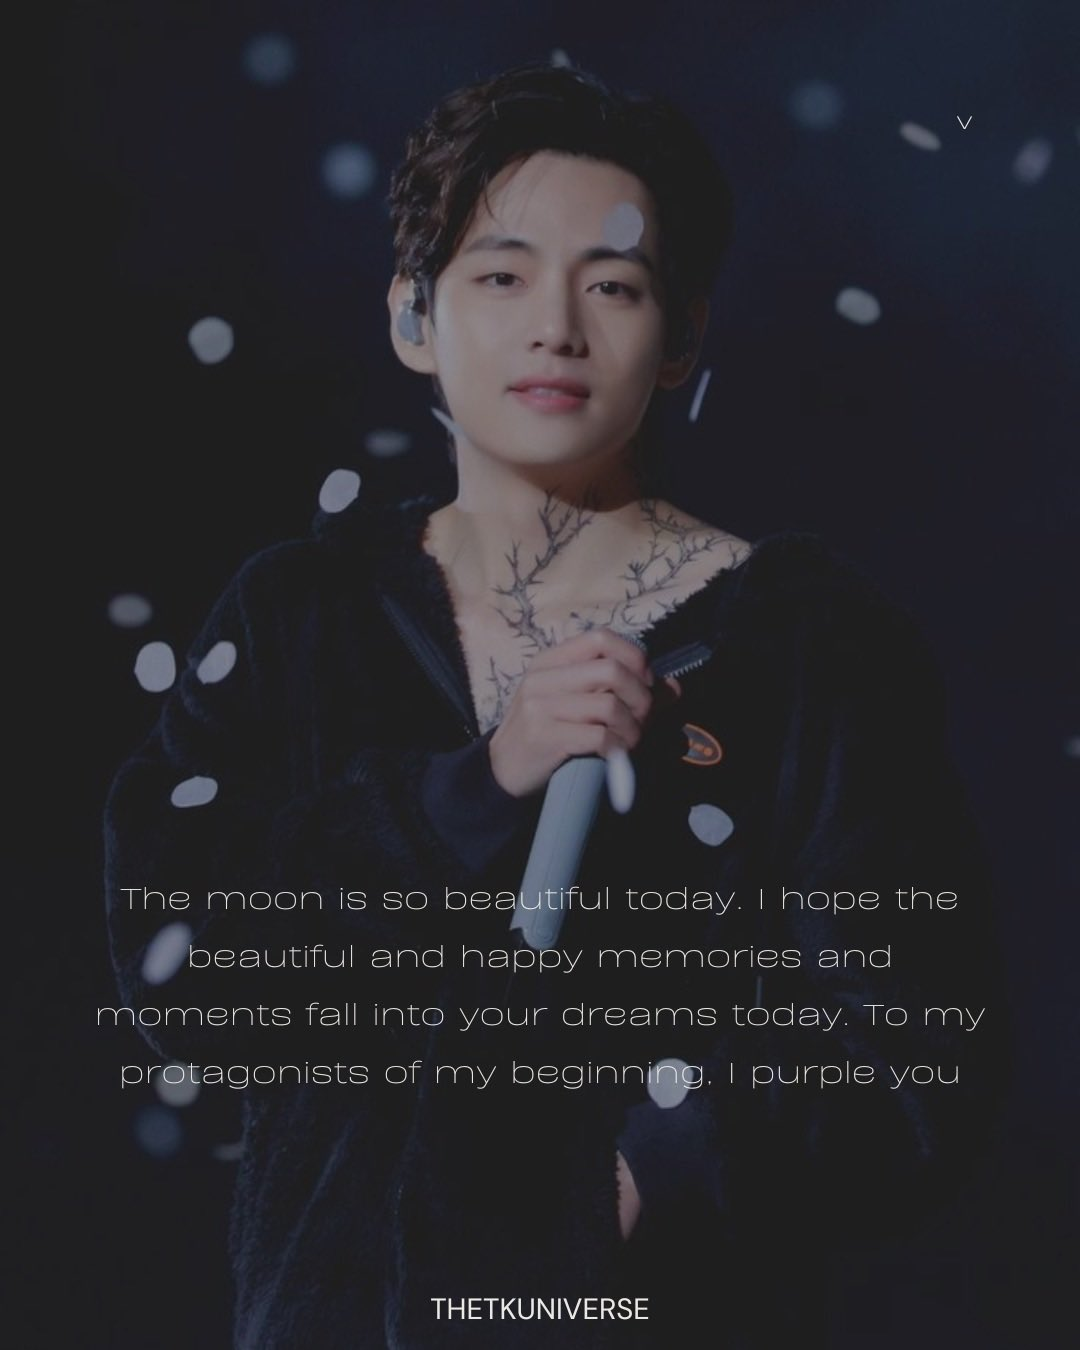 V
The moon is so beautiful today. I hope the
beautiful and happy memories and
moments fall into your dreams today. To my
protagonists of my beginning, I purple you
THETKUNIVERSE